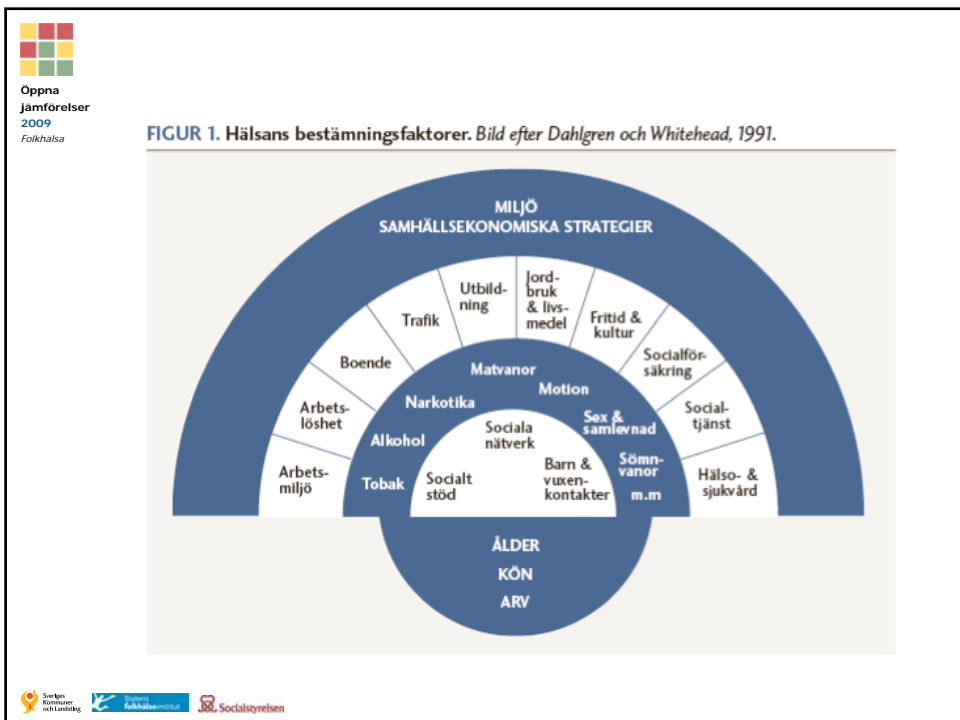 Öppna
jämförelser
2009
Folkhälsa
FIGUR 1. Hälsans bestämningsfaktorer. Bild efter Dahlgren och Whitehead, 1991.
MILJÖ
SAMHÄLLSEKONOMISKA STRATEGIER
Arbets-
miljö
Arbets-
löshet
Boende
Trafik
Utbild-
ning
Jord-
bruk
& livs-
medel
Fritid &
kultur
Socialför-
säkring
Social-
tjänst
Hälso- &
sjukvård
Tobak
Alkohol
Narkotika
Matvanor
Motion
Sex &
samlevnad
Sömn-
vanor
m.m
Socialt
stöd
Sociala
nätverk
Barn &
vuxen-
kontakter
ÅLDER
KÖN
ARV
Sveriges
Kommuner
och Landsting
Statens
folkhälsoinstitut
Socialstyrelsen